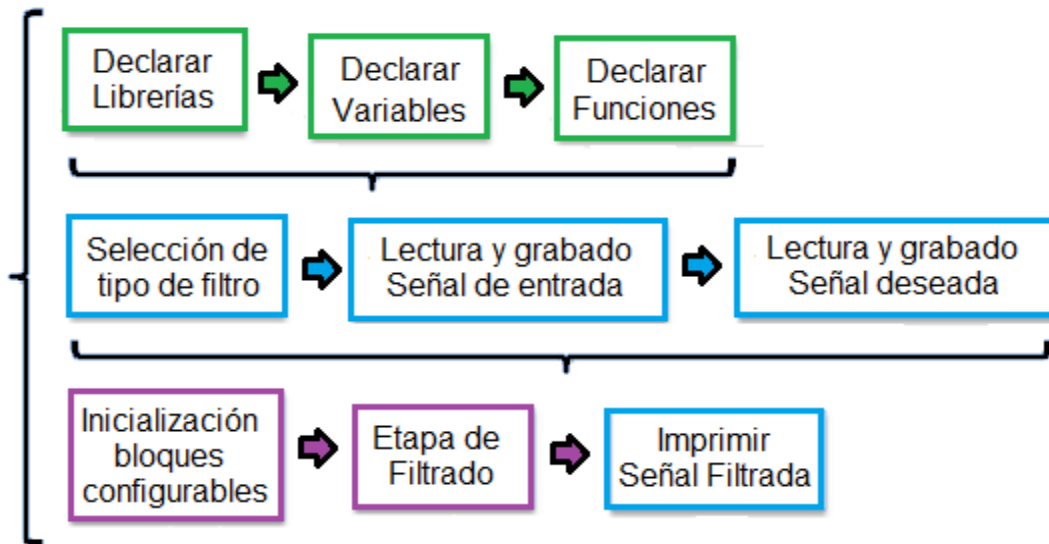 Declarar
Librerías
Declarar
Variables
Declarar
Funciones
Selección de
tipo de filtro
Lectura y grabado
Señal de entrada
Lectura y grabado
Señal deseada
Inicialización
bloques
configurables
Etapa de
Filtrado
Imprimir
Señal Filtrada